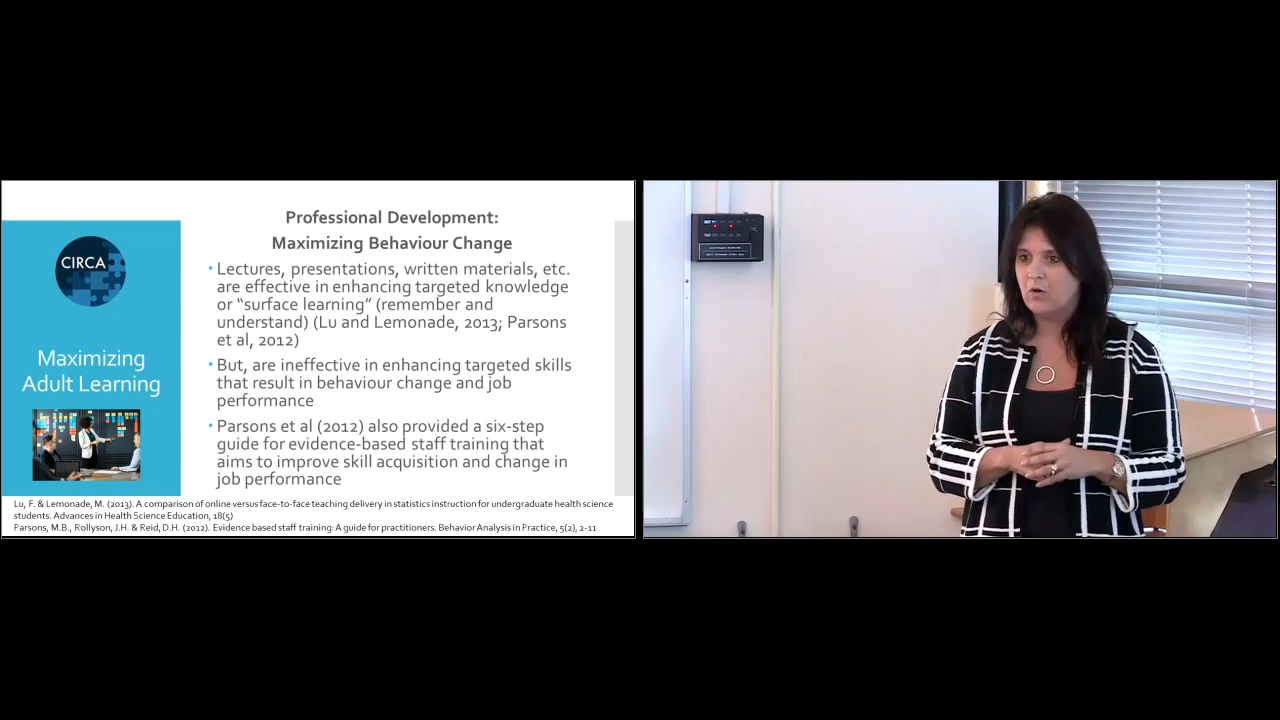 CIRCA
Maximizing
Adult Learning
Professional Development:
Maximizing Behaviour Change
• Lectures, presentations, written materials, etc.
are effective in enhancing targeted knowledge
or “surface learning” (remember and
understand) (Lu and Lemonade, 2013; Parsons
et al, 2012)
• But, are ineffective in enhancing targeted skills
that result in behaviour change and job
performance
• Parsons et al (2012) also provided a six-step
guide for evidence-based staff training that
aims to improve skill acquisition and change in
job performance
Lu, F. & Lemonade, M. (2013). A comparison of online versus face-to-face teaching delivery in statistics instruction for undergraduate health science
students. Advances in Health Science Education, 18(5)
Parsons, M.B., Rollyson, J.H. & Reid, D.H. (2012). Evidence based staff training: A guide for practitioners. Behavior Analysis in Practice, 5(2), 2-11